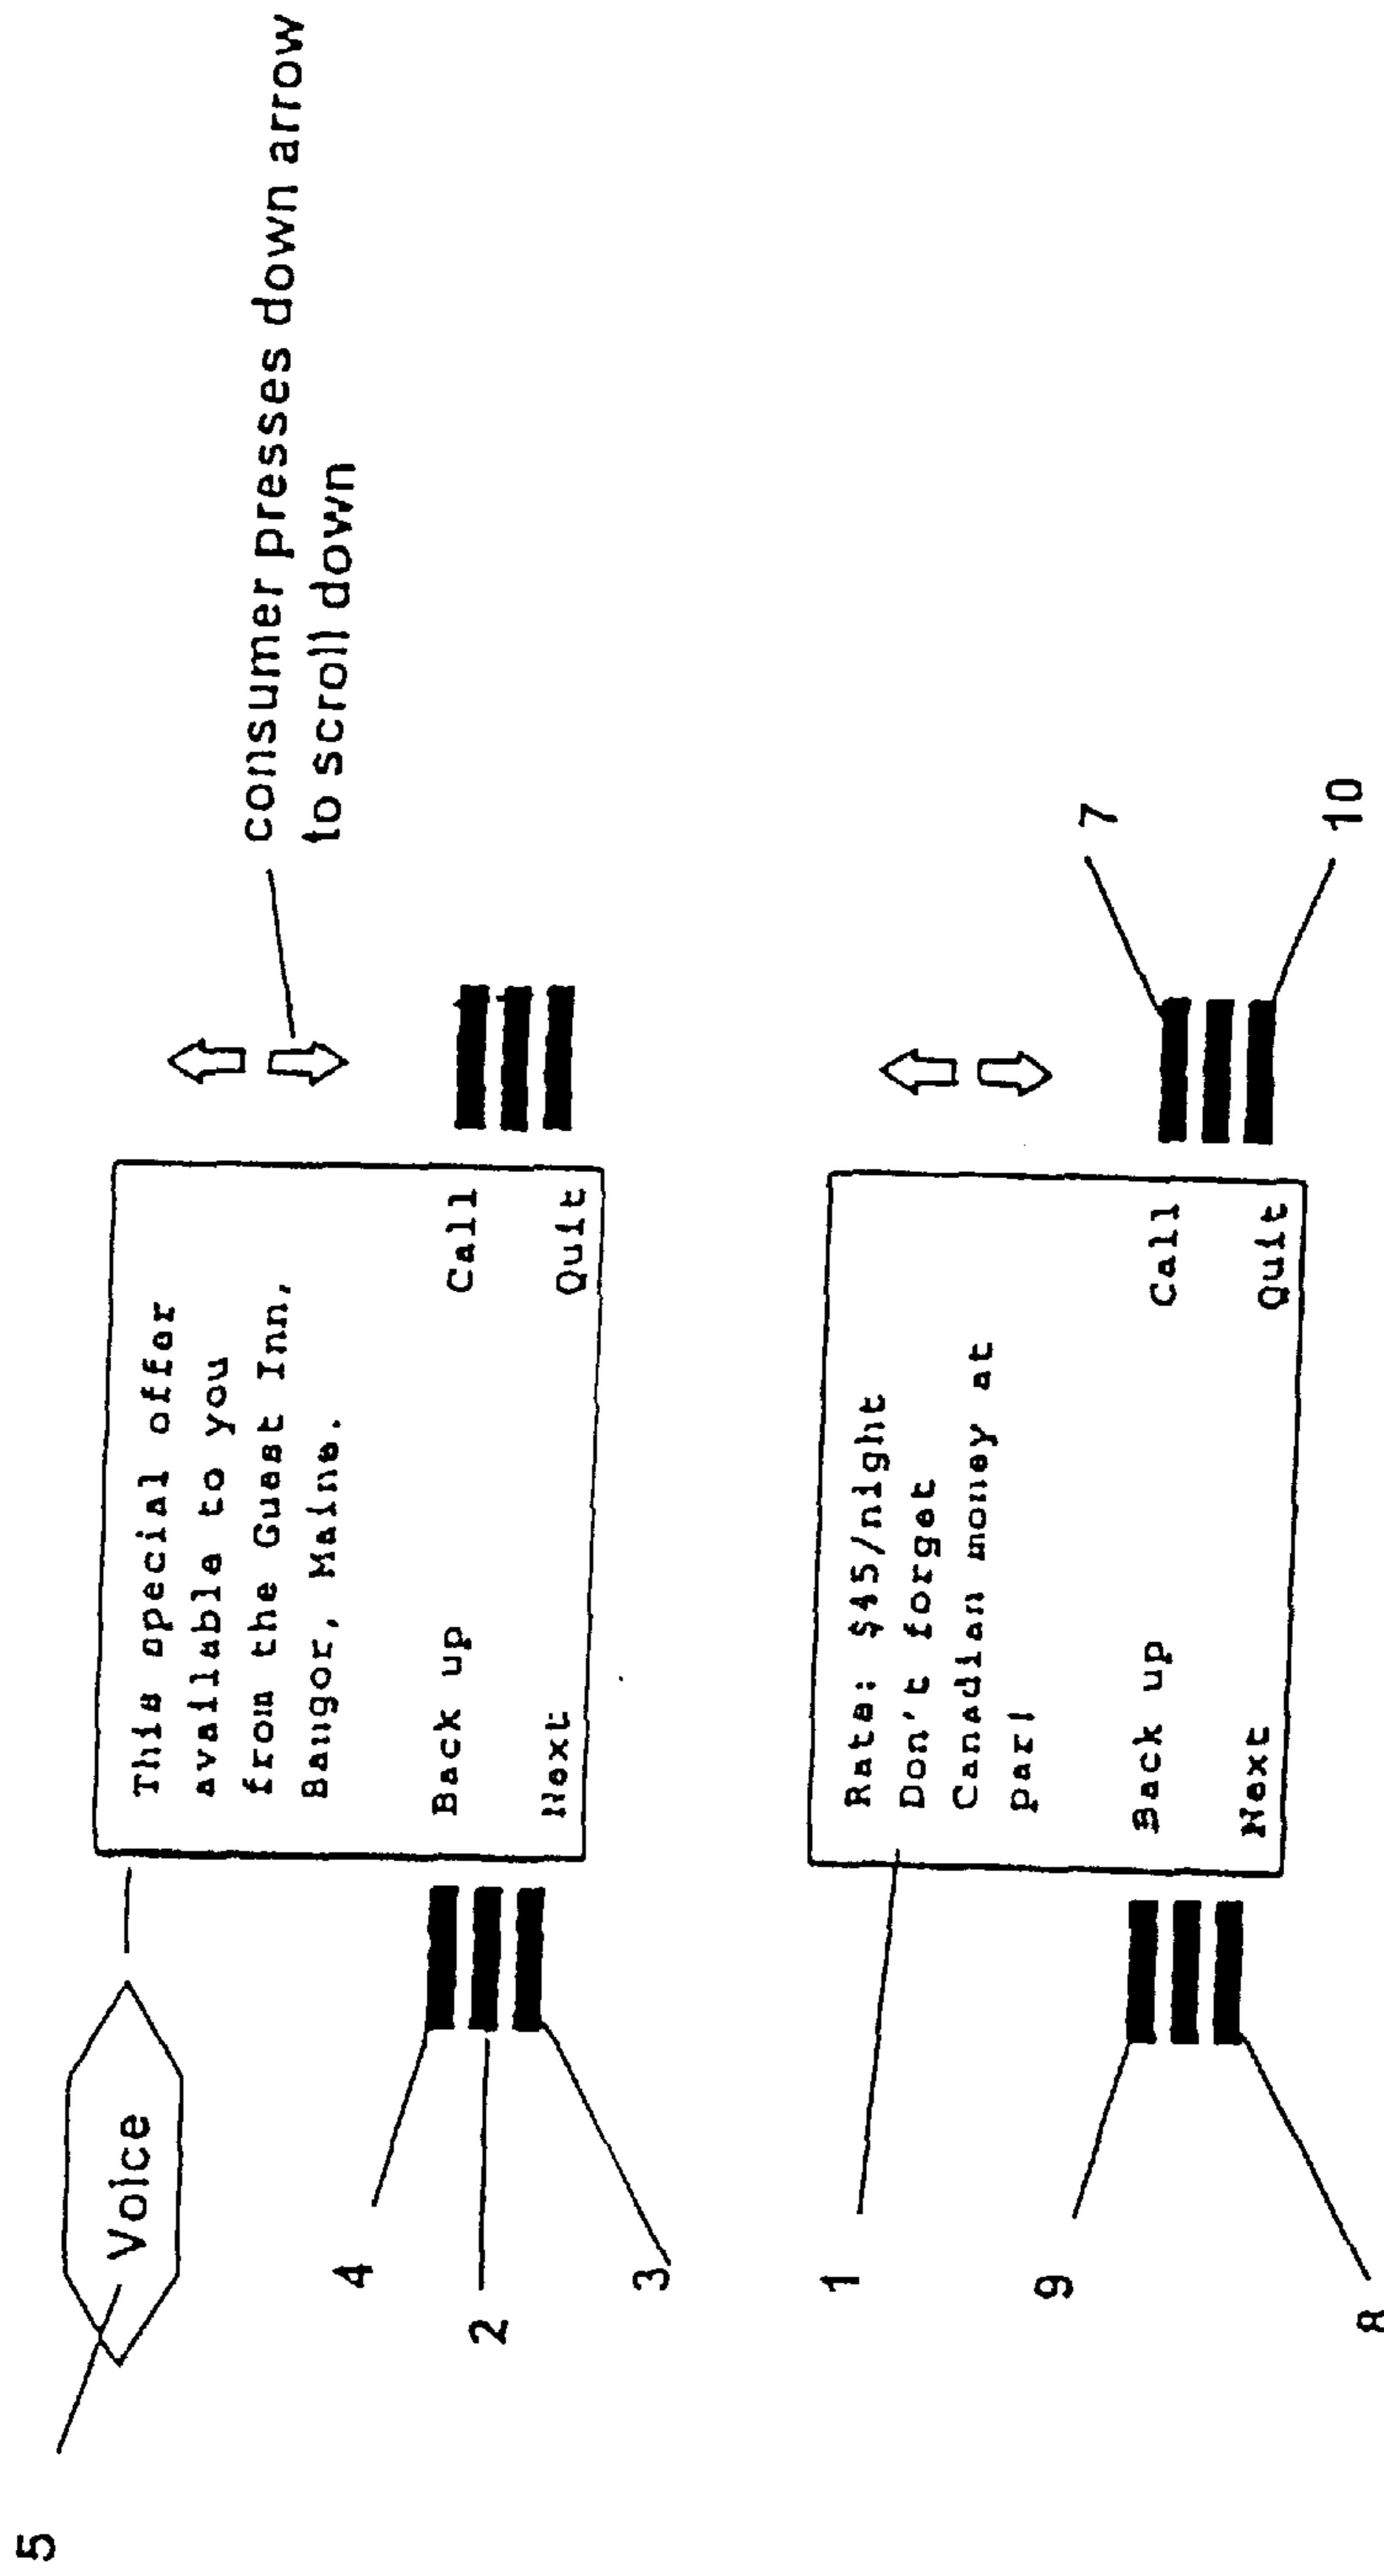 5
Voice
This special offer
available to you
from the Guest Inn,
Bangor, Maine.
Back up Call
Next Quit
consumer presses down arrow
to scroll down
4
2
3
1
Rate: $45/night
Don't forget
Canadian money at
par!
Back up Call
Next Quit
9
8
7
10